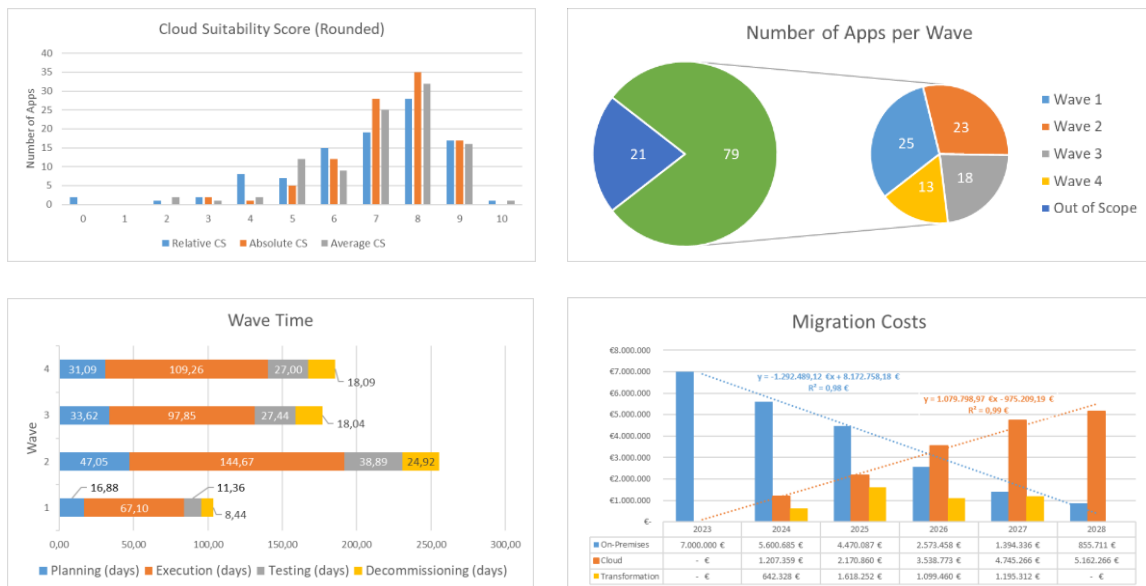 Cloud Suitability Score (Rounded)
Number of Apps
40
35
30
25
20
15
10
5
0
0 1 2 3 4 5 6 7 8 9 10
Relative CS Absolute CS Average CS
Number of Apps per Wave
21
79
25
23
18
13
Wave 1
Wave 2
Wave 3
Wave 4
Out of Scope
Wave Time
Wave
4
31,09 109,26 27,00
18,09
3
33,62 97,85 27,44
18,04
2
47,05 144,67 38,89 24,92
16,88 11,36
1
67,10
8,44
0,00 50,00 100,00 150,00 200,00 250,00 300,00
Planning (days) Execution (days) Testing (days) Decommissioning (days)
Migration Costs
€8.000.000
€7.000.000
€6.000.000
€5.000.000
€4.000.000
€3.000.000
€2.000.000
€1.000.000
€-
y = -1.292.489,12 €x + 8.172.758,18 €
R² = 0,98 €
y = 1.079.798,97 €x - 975.209,19 €
R² = 0,99 €
2023 2024 2025 2026 2027 2028
On-Premises 7.000.000 € 5.600.685 € 4.470.087 € 2.573.458 € 1.394.336 € 855.711 €
Cloud - € 1.207.359 € 2.170.860 € 3.538.773 € 4.745.266 € 5.162.266 €
Transformation - € 642.328 € 1.618.252 € 1.099.460 € 1.195.312 € - €